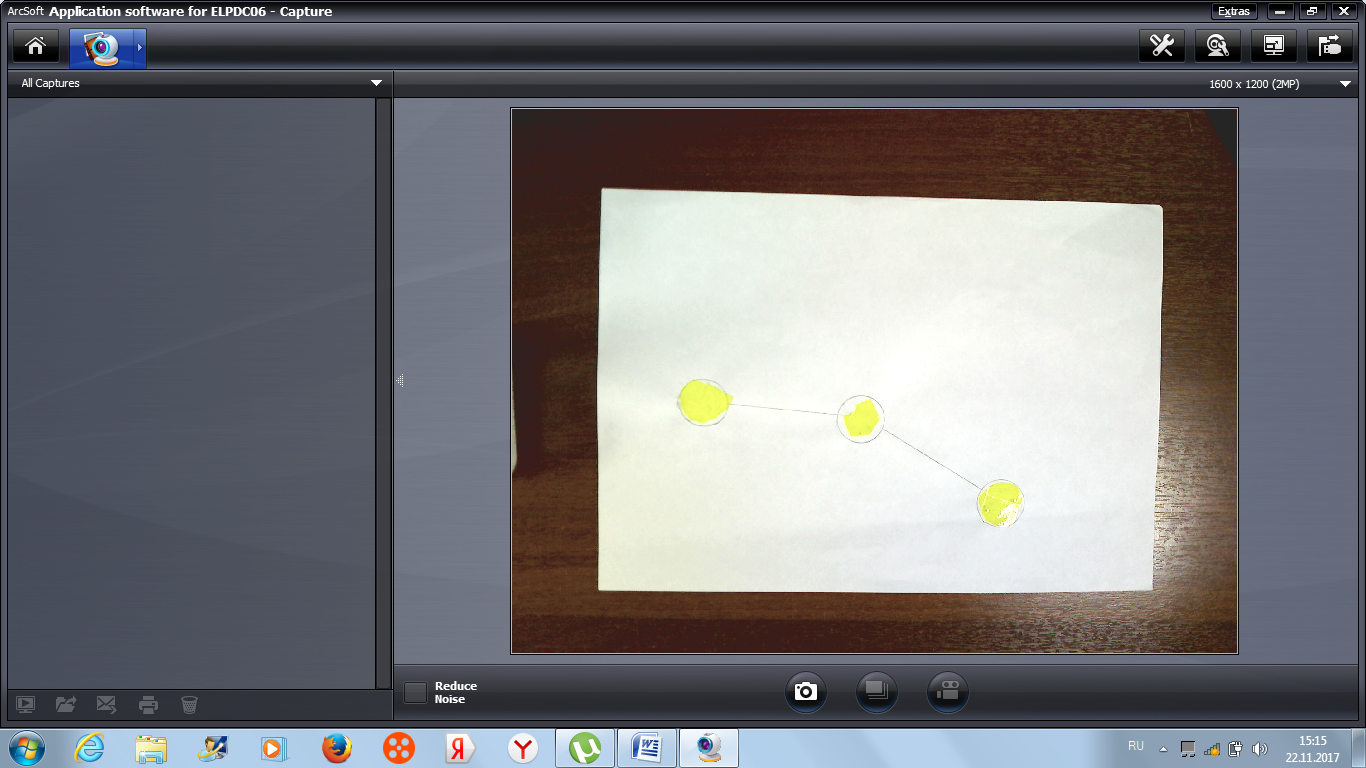 ArcSoft Application software for ELPDC06 - Capture
Extras
All Captures
1600 x 1200 (2MP)
Reduce
Noise
RU
15:15
22.11.2017